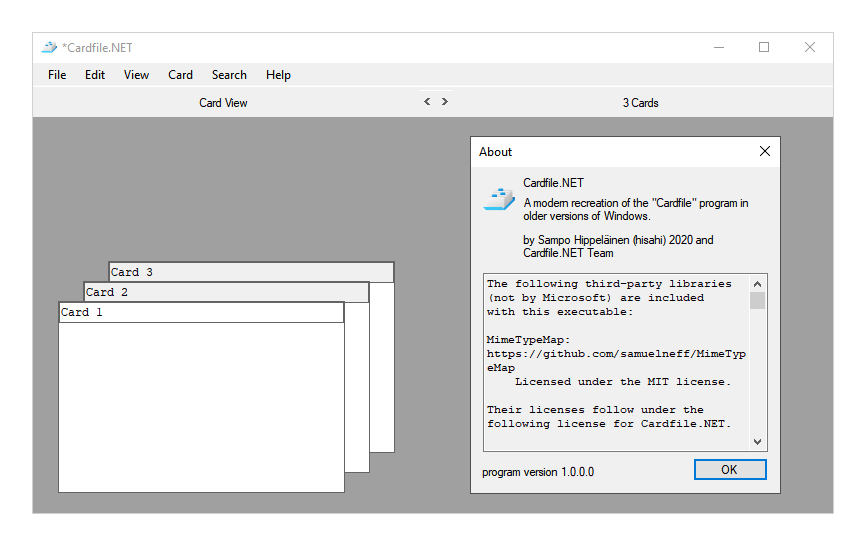 *Cardfile.NET
File Edit View Card Search Help
Card View < > 3 Cards
Card 3
Card 2
Card 1
About
Cardfile.NET
A modern recreation of the "Cardfile" program in
older versions of Windows.
by Sampo Hippeläinen (hisahi) 2020 and
Cardfile.NET Team
The following third-party libraries
(not by Microsoft) are included
with this executable:
MimeTypeMap:
https://github.com/samuelneff/MimeTyp
eMap
Licensed under the MIT license.
Their licenses follow under the
following license for Cardfile.NET.
program version 1.0.0.0
OK